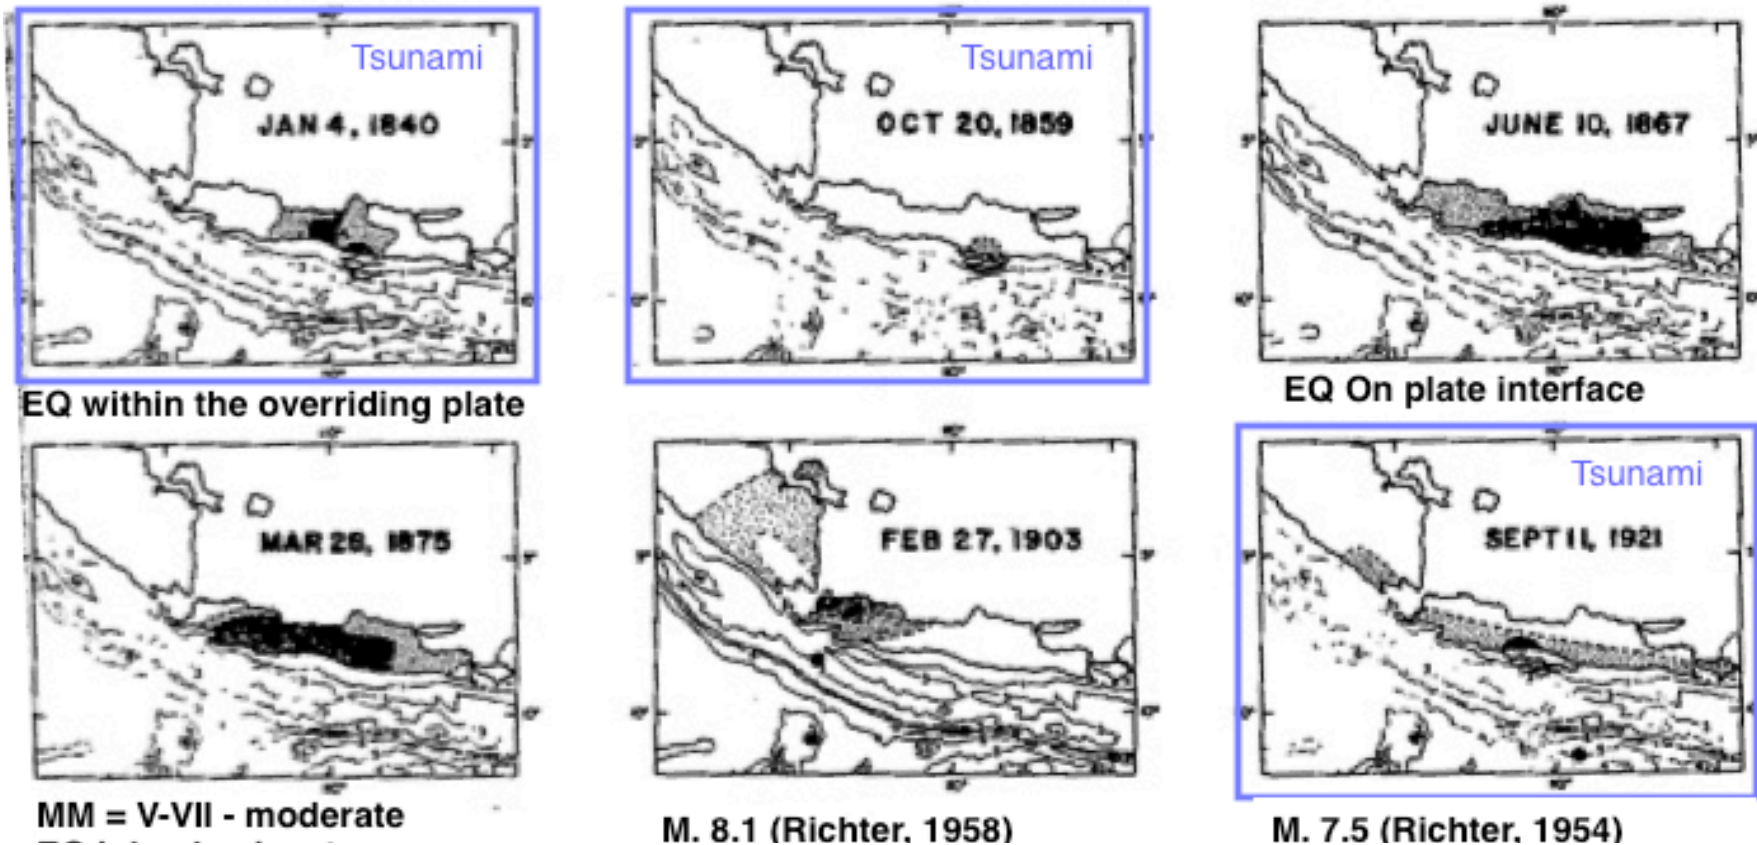 Tsunami
JAN 4, 1840
EQ within the overriding plate
Tsunami
OCT 20, 1859
JUNE 10, 1867
EQ On plate interface
MAR 28, 1875
MM = V-VII - moderate
FEB 27, 1903
M. 8.1 (Richter, 1958)
Tsunami
SEPT 11, 1921
M. 7.5 (Richter, 1954)